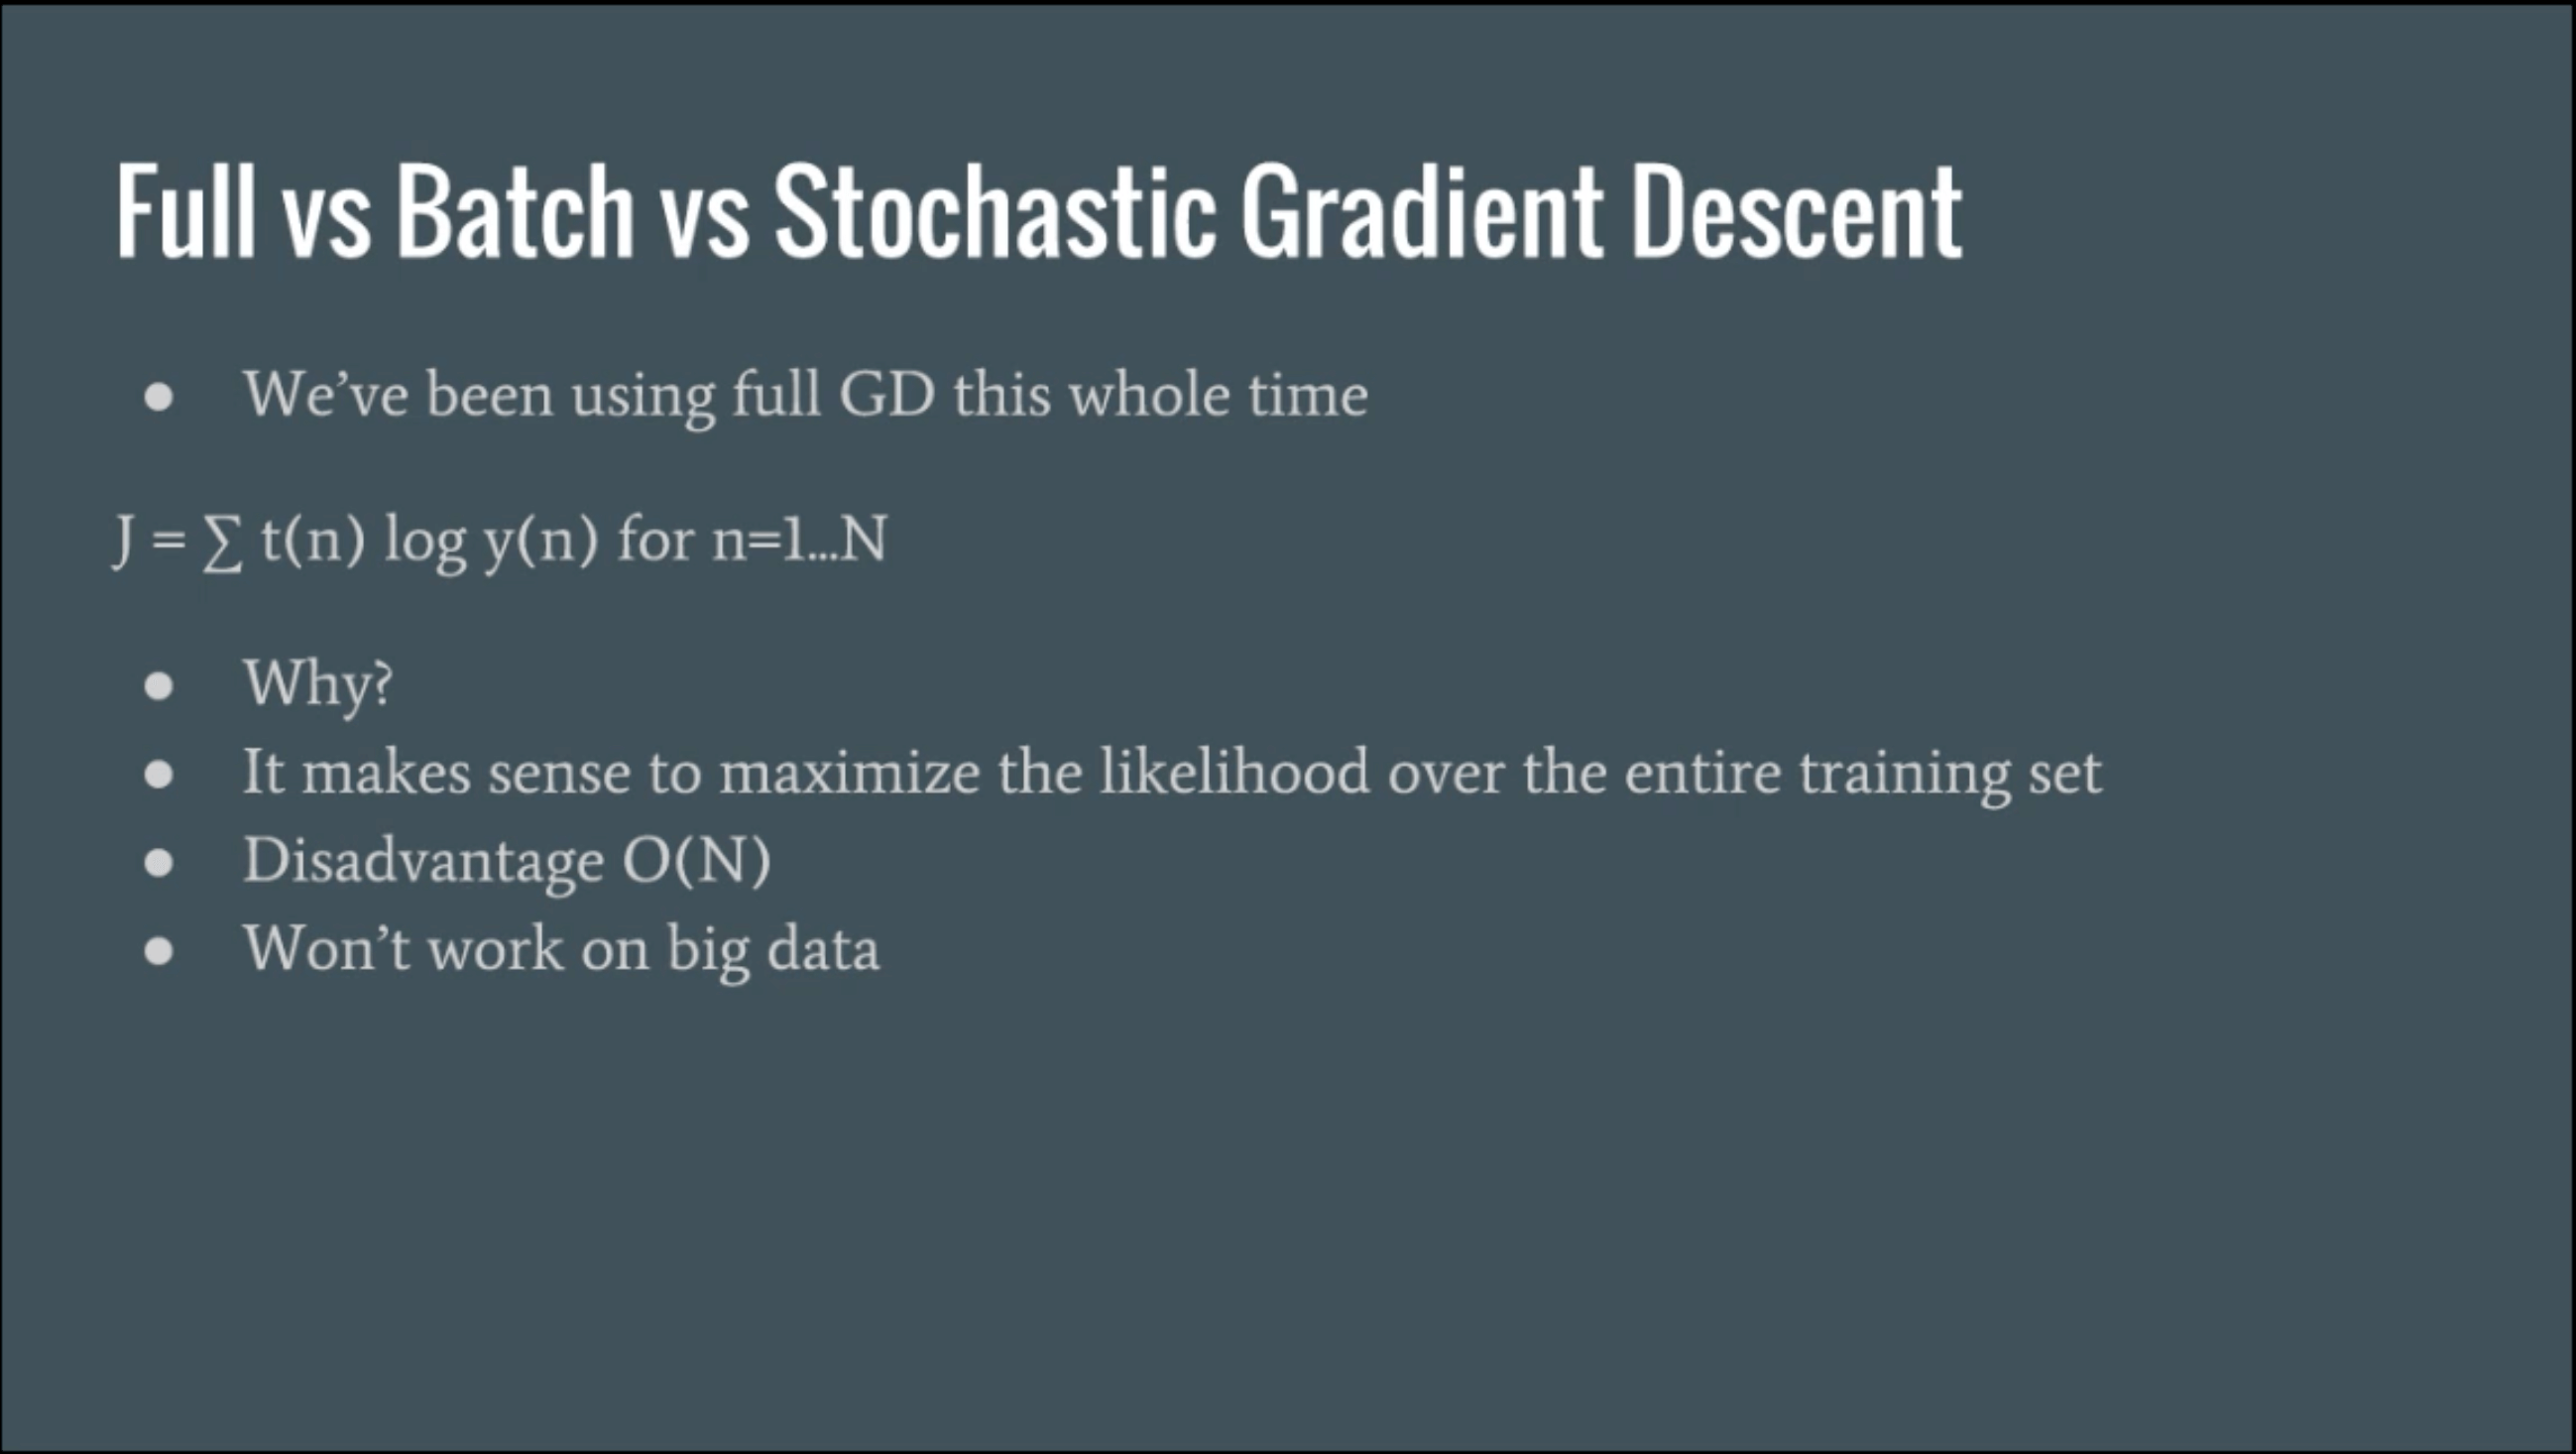 Full vs Batch vs Stochastic Gradient Descent
● We’ve been using full GD this whole time
J = ∑ t(n) log y(n) for n=1...N
● Why?
● It makes sense to maximize the likelihood over the entire training set
● Disadvantage O(N)
● Won’t work on big data